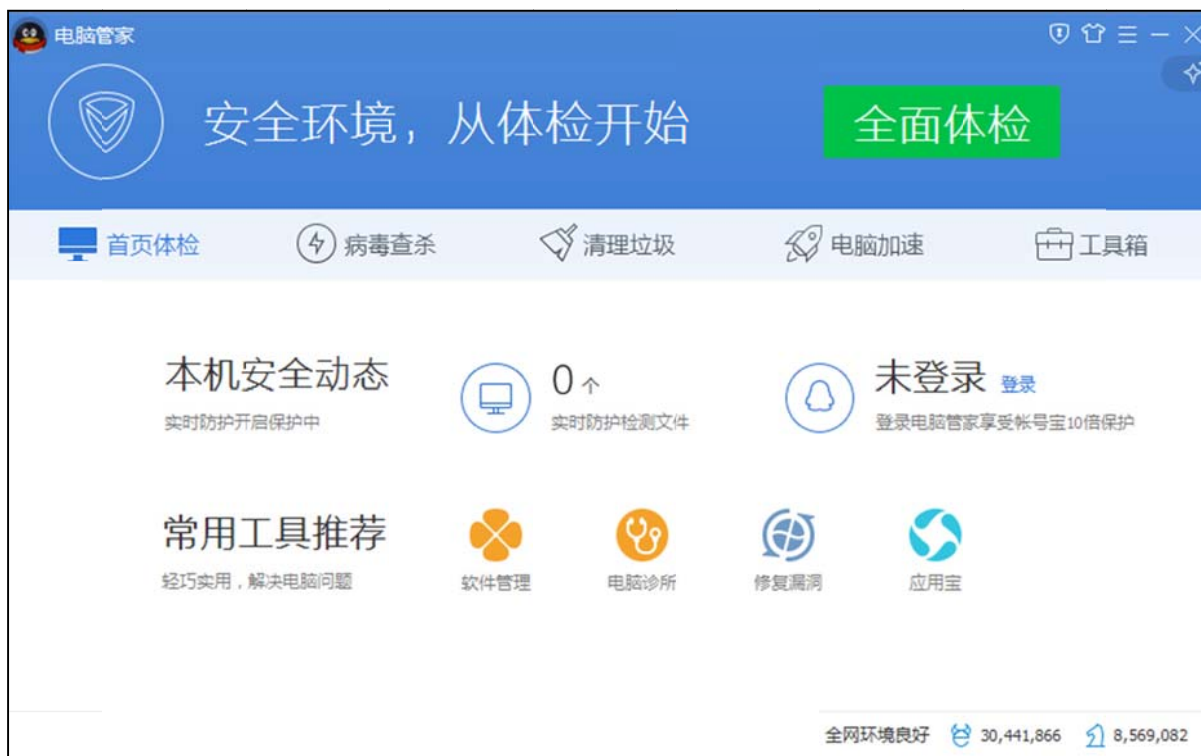 电脑管家
安全环境，从体检开始
全面体检
首页体检
病毒查杀
清理垃圾
电脑加速
工具箱
本机安全动态
实时防护开启保护中
0个
实时防护检测文件
未登录 登录
登录电脑管家享受帐号宝10倍保护
常用工具推荐
轻巧实用，解决电脑问题
软件管理
电脑诊所
修复漏洞
应用宝
全网环境良好 30,441,866 8,569,082